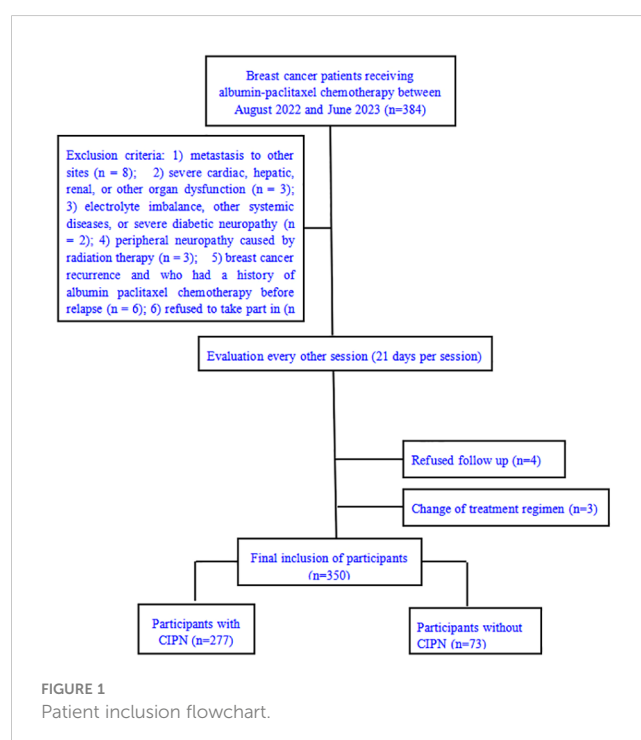 Breast cancer patients receiving
albumin-paclitaxel chemotherapy between
August 2022 and June 2023 (n=384)
Exclusion criteria: 1) metastasis to other
sites (n = 8); 2) severe cardiac, hepatic,
renal, or other organ dysfunction (n = 3);
3) electrolyte imbalance, other systemic
diseases, or severe diabetic neuropathy (n
= 2); 4) peripheral neuropathy caused by
radiation therapy (n = 3); 5) breast cancer
recurrence and who had a history of
albumin paclitaxel chemotherapy before
relapse (n = 6); 6) refused to take part in (n
Evaluation every other session (21 days per session)
Refused follow up (n=4)
Change of treatment regimen (n=3)
Final inclusion of participants
(n=350)
Participants with
CIPN (n=277)
Participants without
CIPN (n=73)
FIGURE 1
Patient inclusion flowchart.